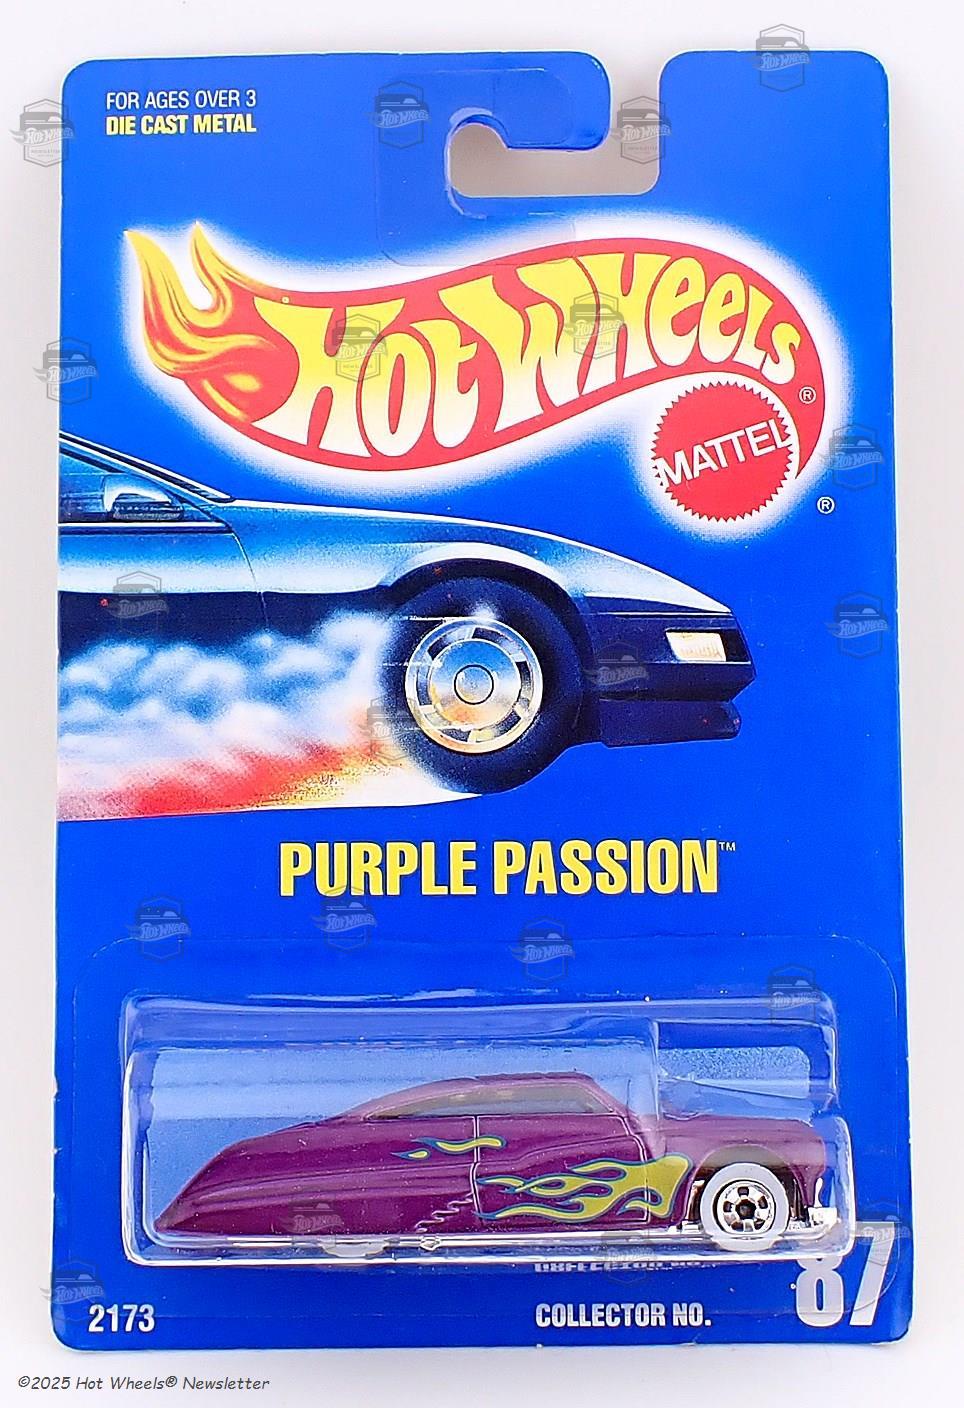 FOR AGES OVER 3
DIE CAST METAL
HOT WHEELS®
MATTEL
®
PURPLE PASSION™
2173
COLLECTOR NO.
87
©2025 Hot Wheels® Newsletter